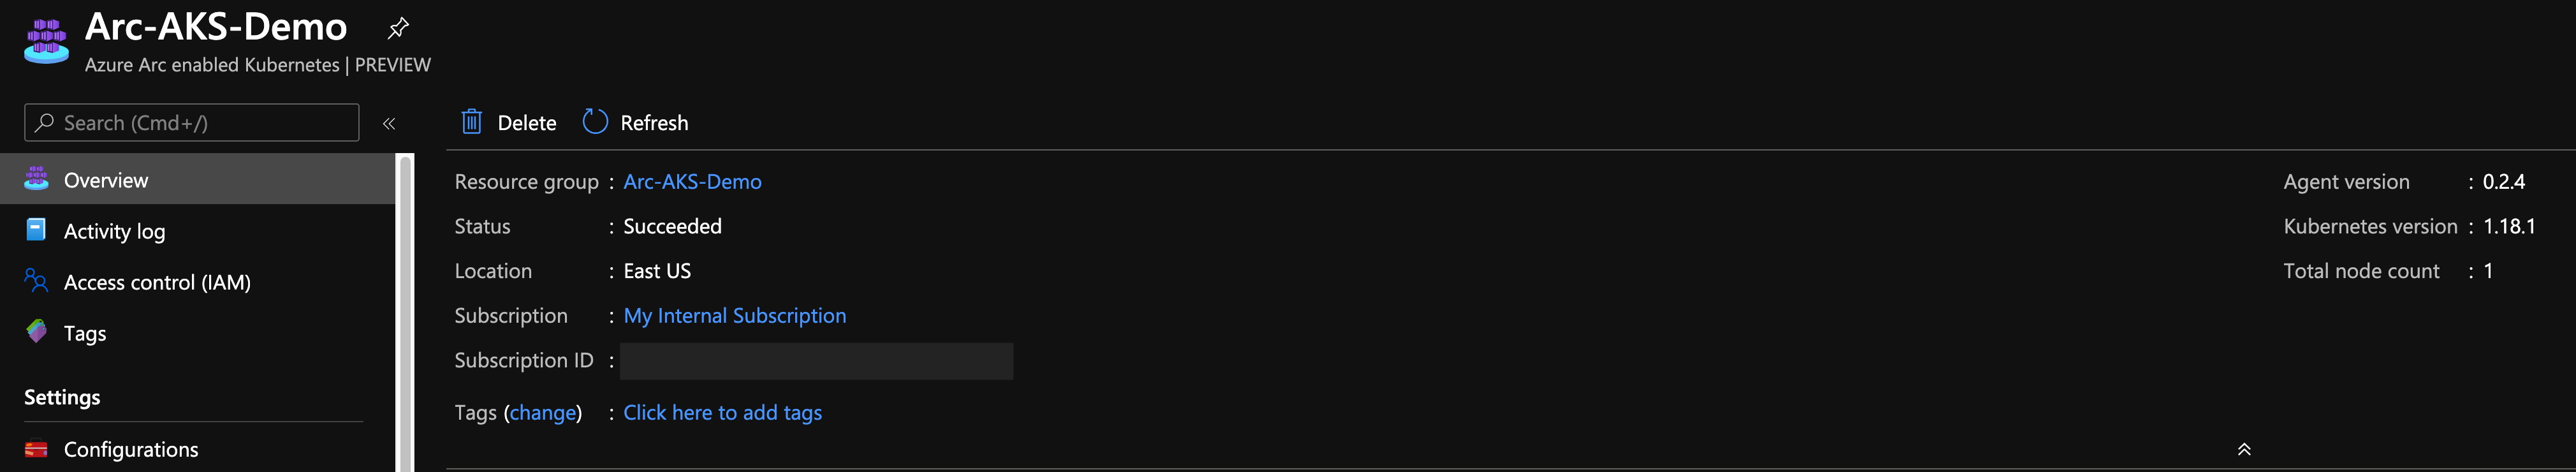 Arc-AKS-Demo
Azure Arc enabled Kubernetes | PREVIEW
Search (Cmd+/)
«
Overview
Activity log
Access control (IAM)
Tags
Settings
Configurations
Delete
Refresh
Resource group : Arc-AKS-Demo
Status : Succeeded
Location : East US
Subscription : My Internal Subscription
Subscription ID :
Tags (change) : Click here to add tags
Agent version : 0.2.4
Kubernetes version : 1.18.1
Total node count : 1